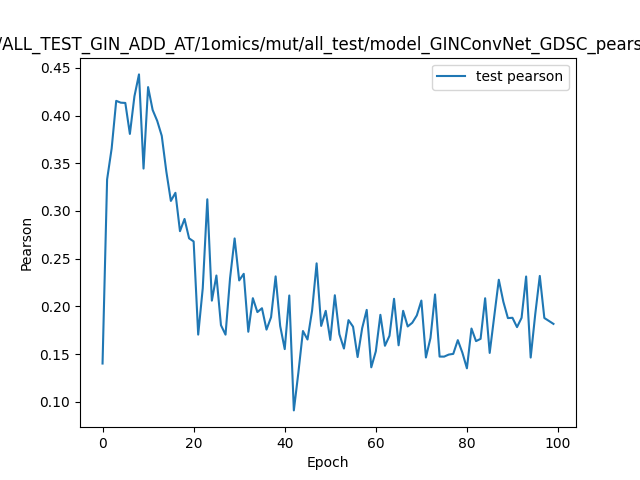 /ALL_TEST_GIN_ADD_AT/1omics/mut/all_test/model_GINConvNet_GDSC_pears
test pearson
0.45
0.40
0.35
0.30
0.25
0.20
0.15
0.10
Pearson
0 20 40 60 80 100
Epoch